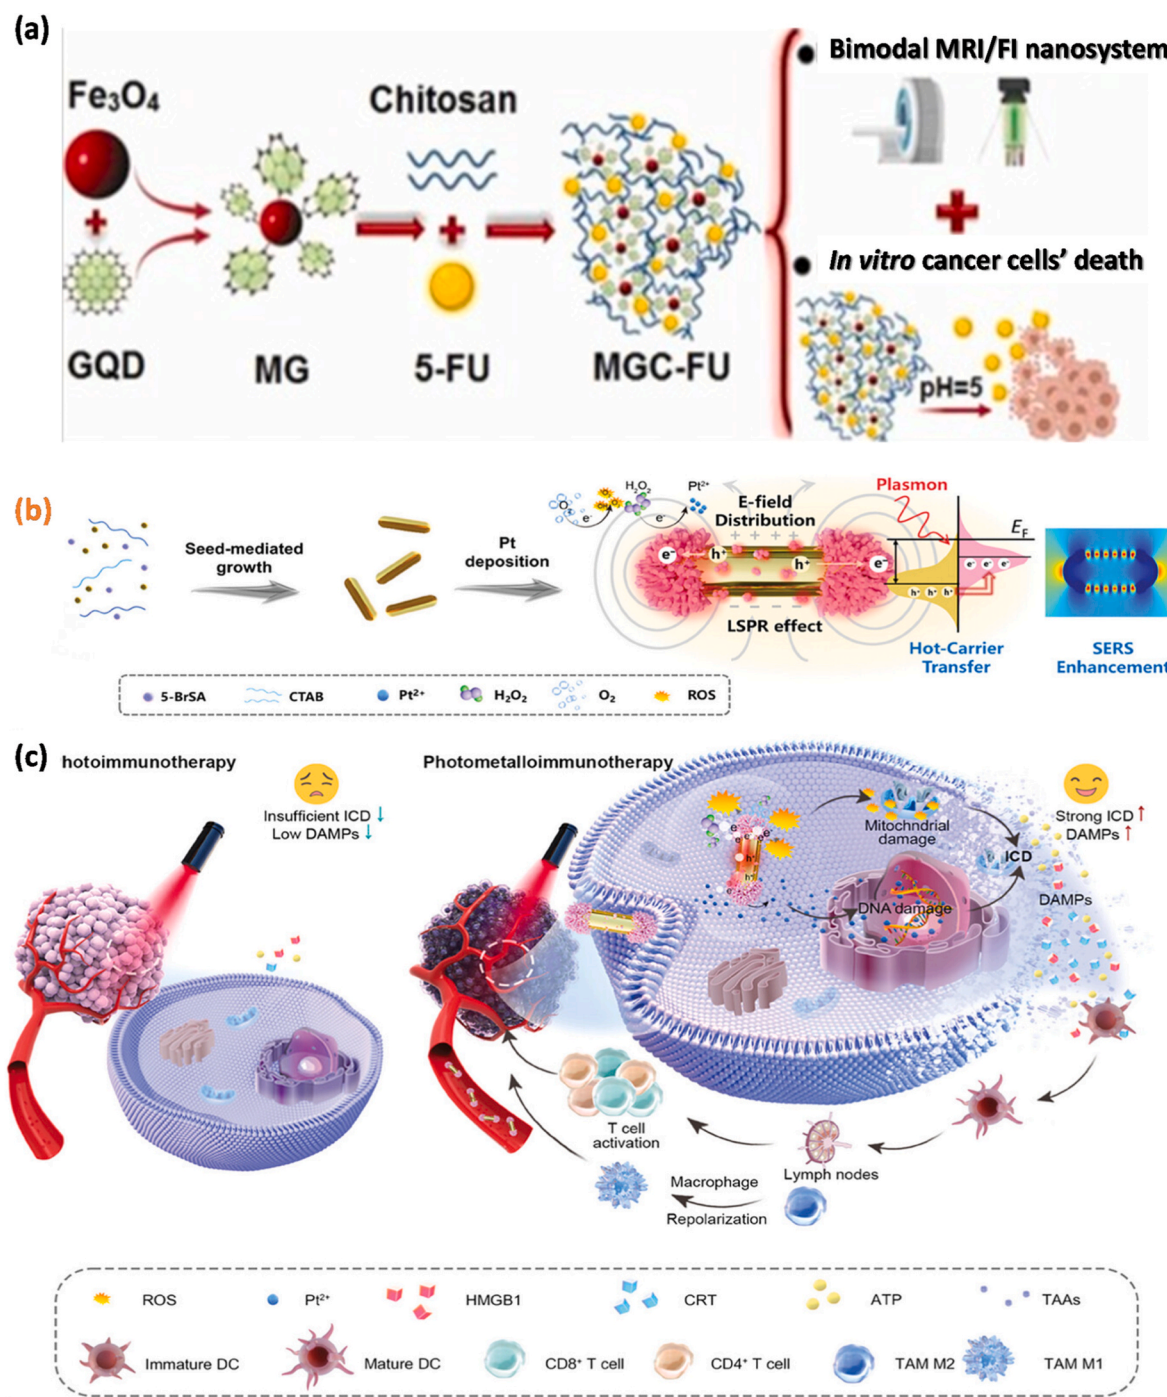 (a)
Bimodal MRI/FI nanosystem
Fe₃O₄
Chitosan
+
+
+
In vitro cancer cells' death
GQD
MG
5-FU
MGC-FU
pH=5
(b)
Seed-mediated
growth
Pt
deposition
O₂
e⁻
H₂O₂
e⁻
Pt²⁺
E-field
Distribution
+ + + +
Plasmon
E_F
e⁻
h⁺
h⁺
e⁻
e⁻ e⁻ e⁻
h⁺ h⁺ h⁺
- - - -
LSPR effect
Hot-Carrier
Transfer
SERS
Enhancement
5-BrSA
CTAB
Pt²⁺
H₂O₂
O₂
ROS
(c)
hotoimmunotherapy
Insufficient ICD ↓
Low DAMPs ↓
Photometalloimmunotherapy
ROS
Mitochndrial
damage
Strong ICD ↑
DAMPs ↑
e⁻
h⁺
h⁺
ICD
DNA damage
DAMPs
T cell
activation
Lymph nodes
Macrophage
Repolarization
ROS
Pt²⁺
HMGB1
CRT
ATP
TAAs
Immature DC
Mature DC
CD8⁺ T cell
CD4⁺ T cell
TAM M2
TAM M1